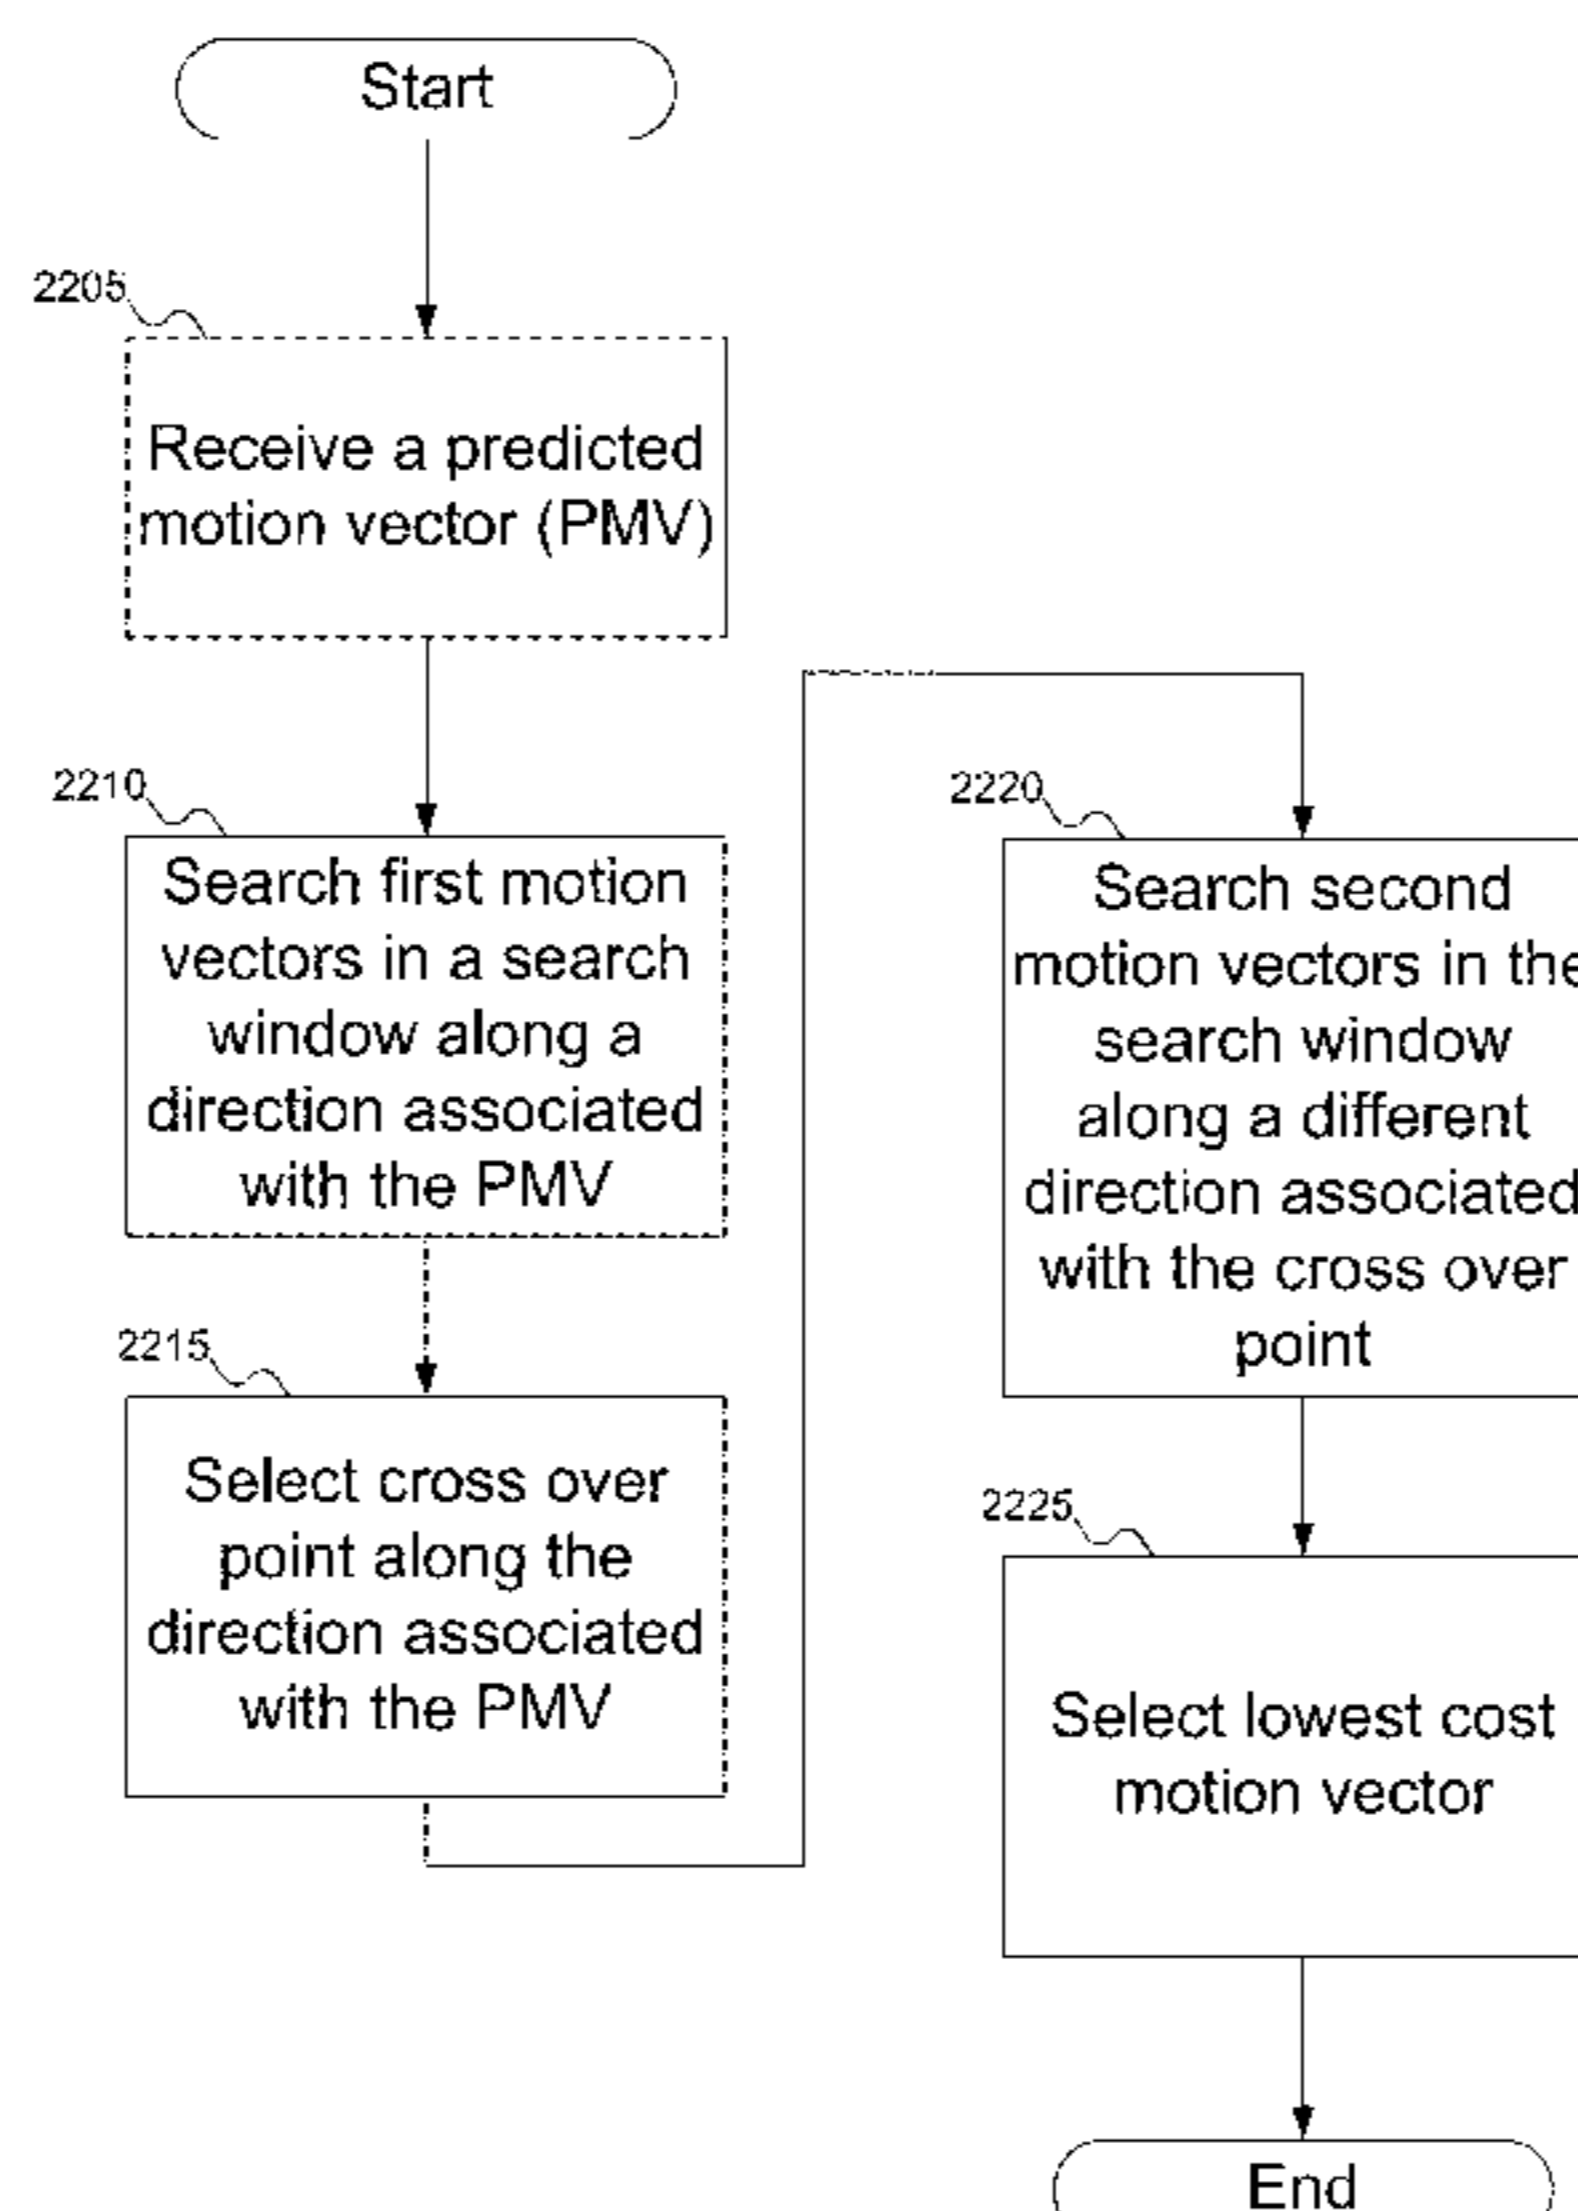 Start
2205
Receive a predicted
motion vector (PMV)
2210
Search first motion
vectors in a search
window along a
direction associated
with the PMV
2215
Select cross over
point along the
direction associated
with the PMV
2220
Search second
motion vectors in the
search window
along a different
direction associated
with the cross over
point
2225
Select lowest cost
motion vector
End